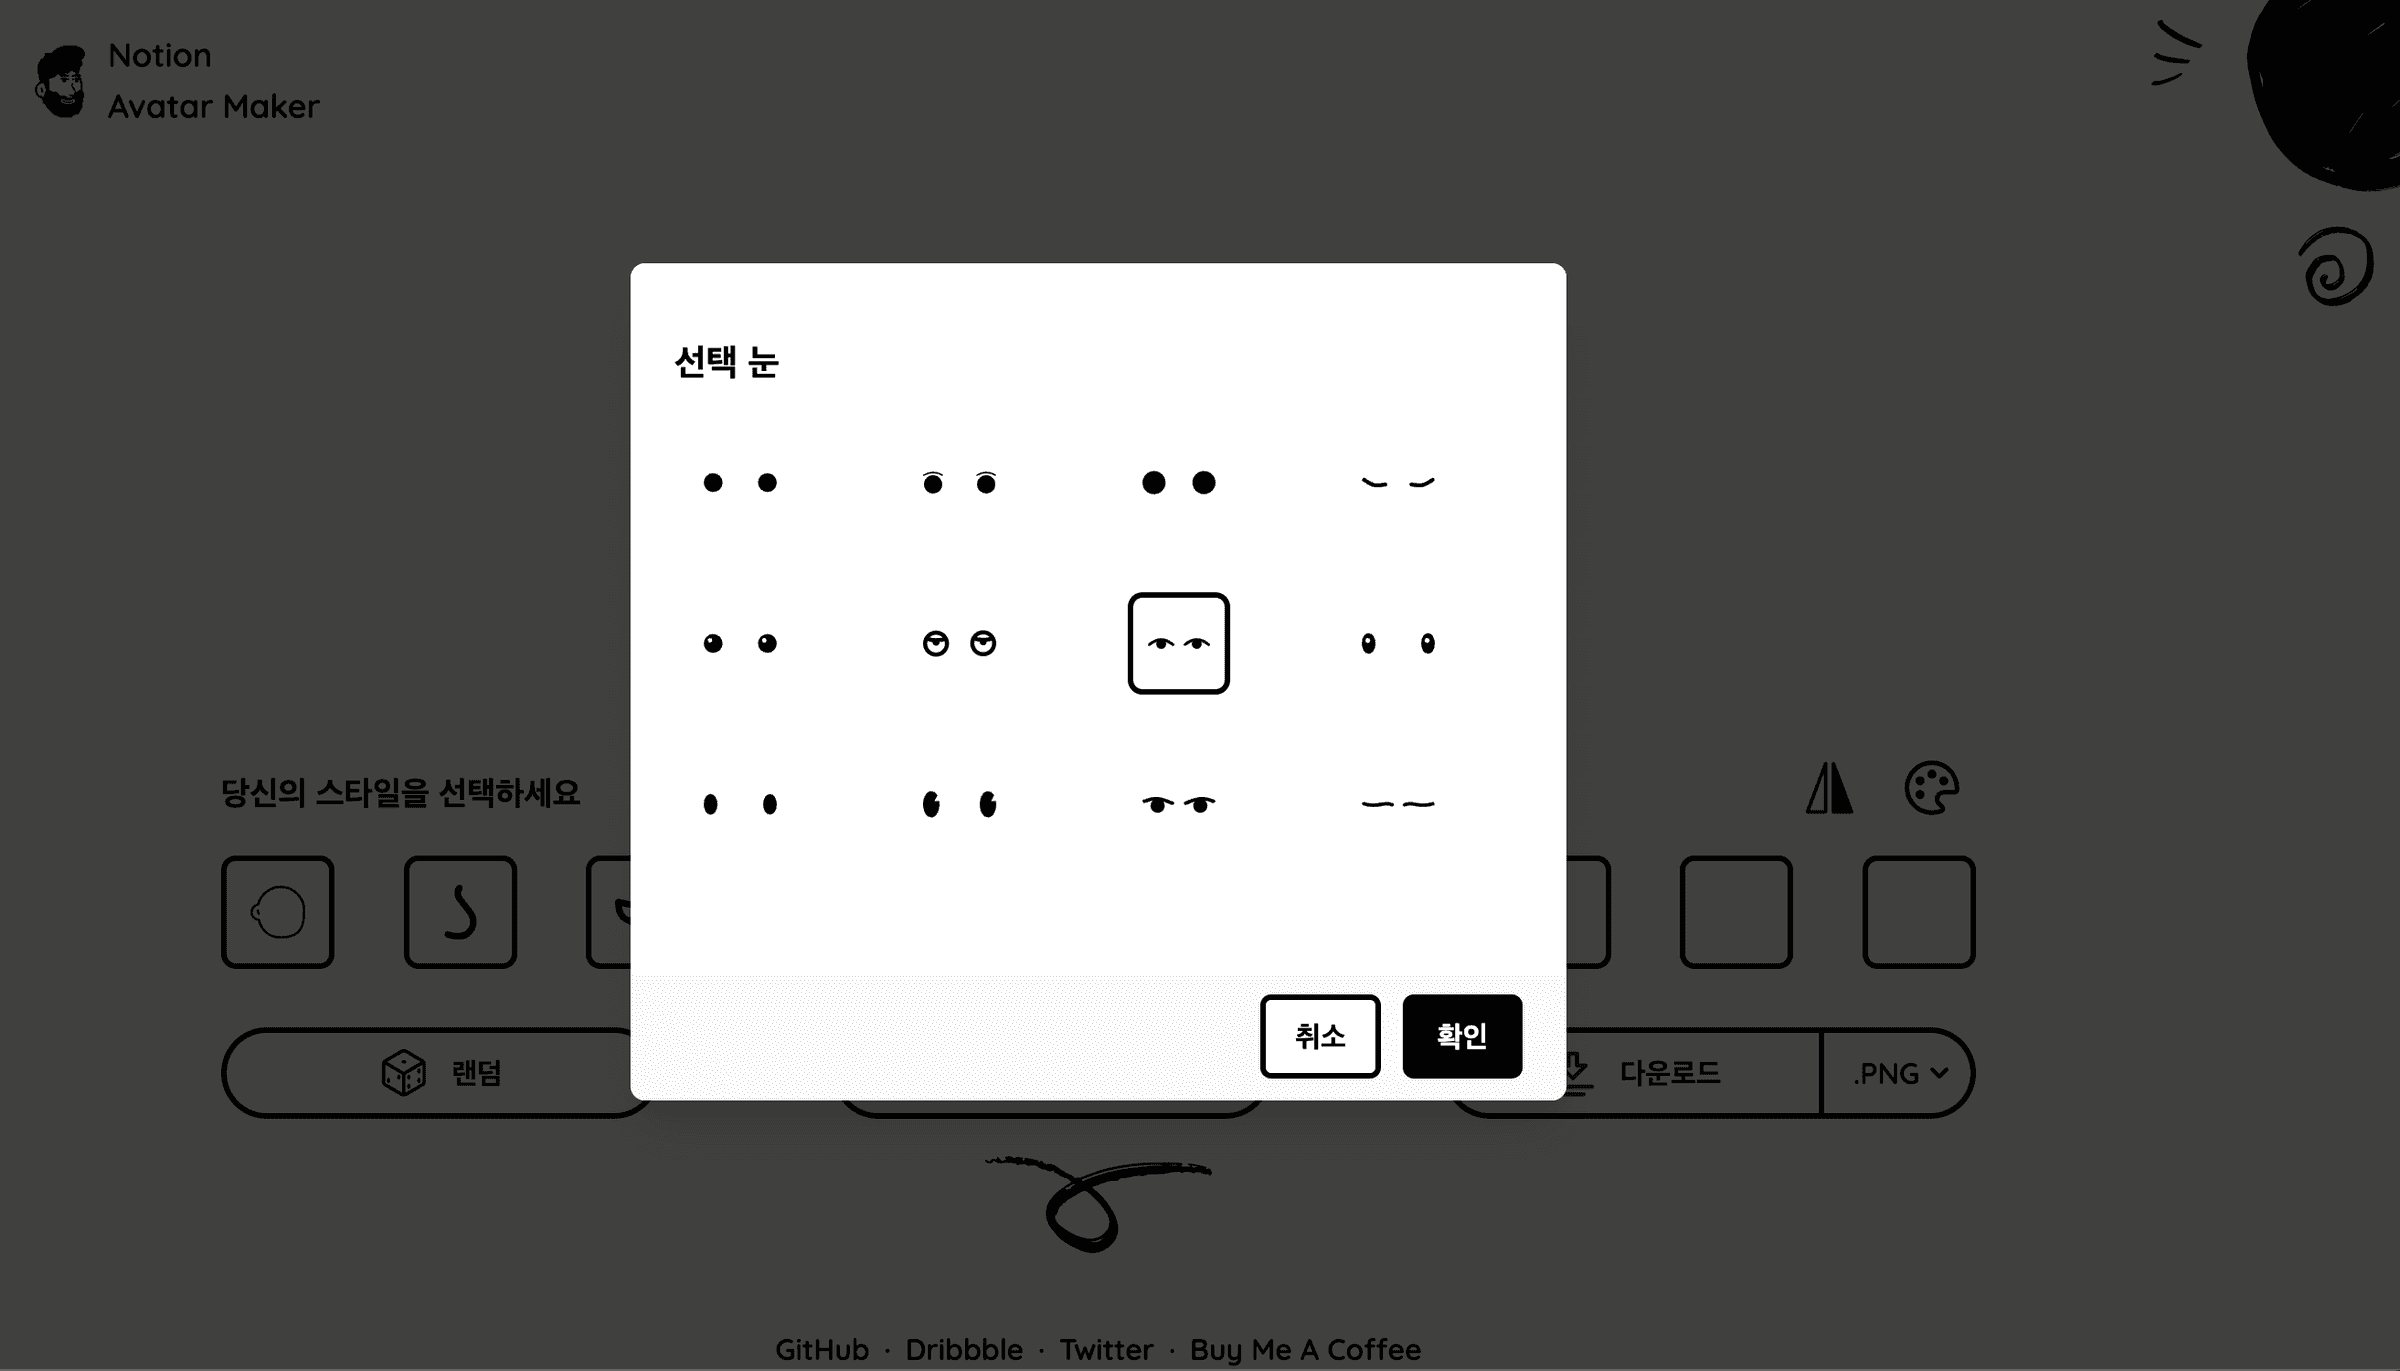 Notion
Avatar Maker
선택 눈
당신의 스타일을 선택하세요
취소
확인
랜덤
다운로드
.PNG
GitHub · Dribbble · Twitter · Buy Me A Coffee